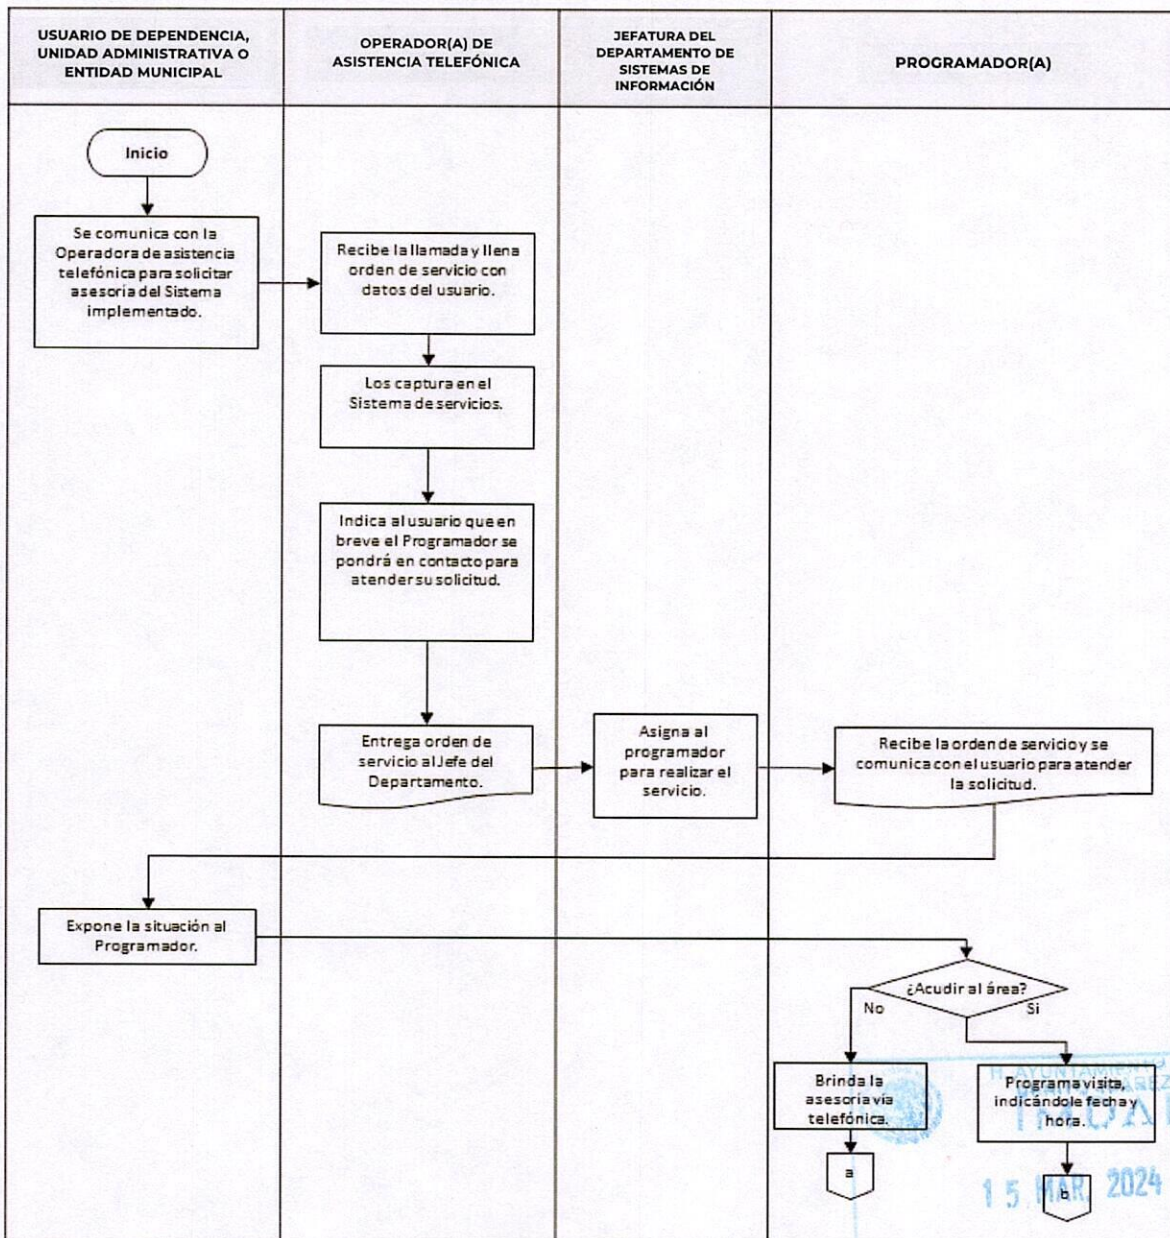 USUARIO DE DEPENDENCIA,
UNIDAD ADMINISTRATIVA O
ENTIDAD MUNICIPAL
OPERADOR(A) DE
ASISTENCIA TELEFÓNICA
JEFATURA DEL
DEPARTAMENTO DE
SISTEMAS DE
INFORMACIÓN
PROGRAMADOR(A)
Inicio
Se comunica con la
Operadora de asistencia
telefónica para solicitar
asesoría del Sistema
implementado.
Recibe la llamada y llena
orden de servicio con
datos del usuario.
Los captura en el
Sistema de servicios.
Indica al usuario que en
breve el Programador se
pondrá en contacto para
atender su solicitud.
Entrega orden de
servicio al Jefe del
Departamento.
Asigna al
programador
para realizar el
servicio.
Recibe la orden de servicio y se
comunica con el usuario para atender
la solicitud.
Expone la situación al
Programador.
¿Acudir al área?
No
Si
Brinda la
asesoría vía
telefónica.
Programa visita,
indicándole fecha y
hora.
a
b
H. AYUNTAMIENTO
15 MAR. 2024